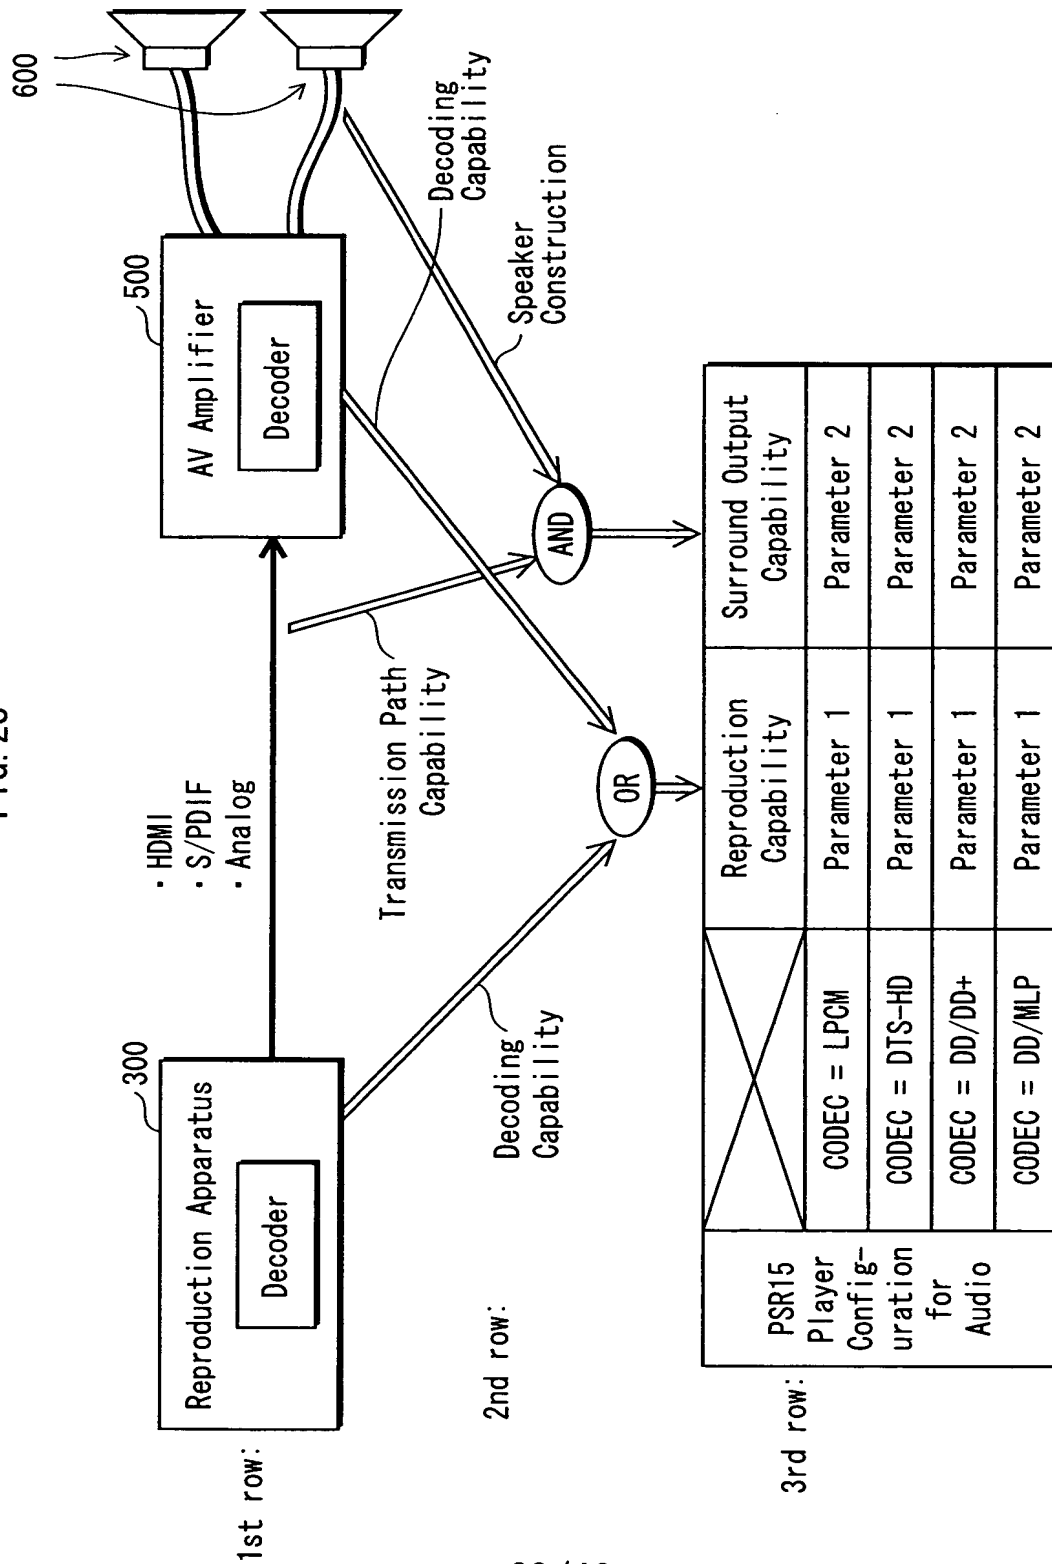 1st row:
Reproduction Apparatus
Decoder
300
・HDMI
・S/PDIF
・Analog
AV Amplifier
Decoder
500
600
2nd row:
Decoding
Capability
Transmission Path
Capability
OR
AND
Speaker
Construction
Decoding
Capability
3rd row:
PSR15
Player
Config-
uration
for
Audio
Reproduction
Capability
Surround Output
Capability
CODEC = LPCM
Parameter 1
Parameter 2
CODEC = DTS-HD
Parameter 1
Parameter 2
CODEC = DD/DD+
Parameter 1
Parameter 2
CODEC = DD/MLP
Parameter 1
Parameter 2